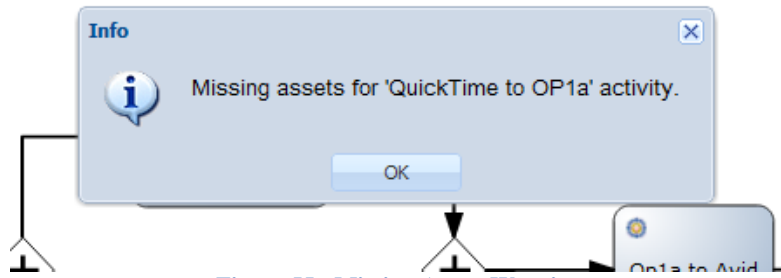 Info
Missing assets for 'QuickTime to OP1a' activity.
OK
Op1a to Avid